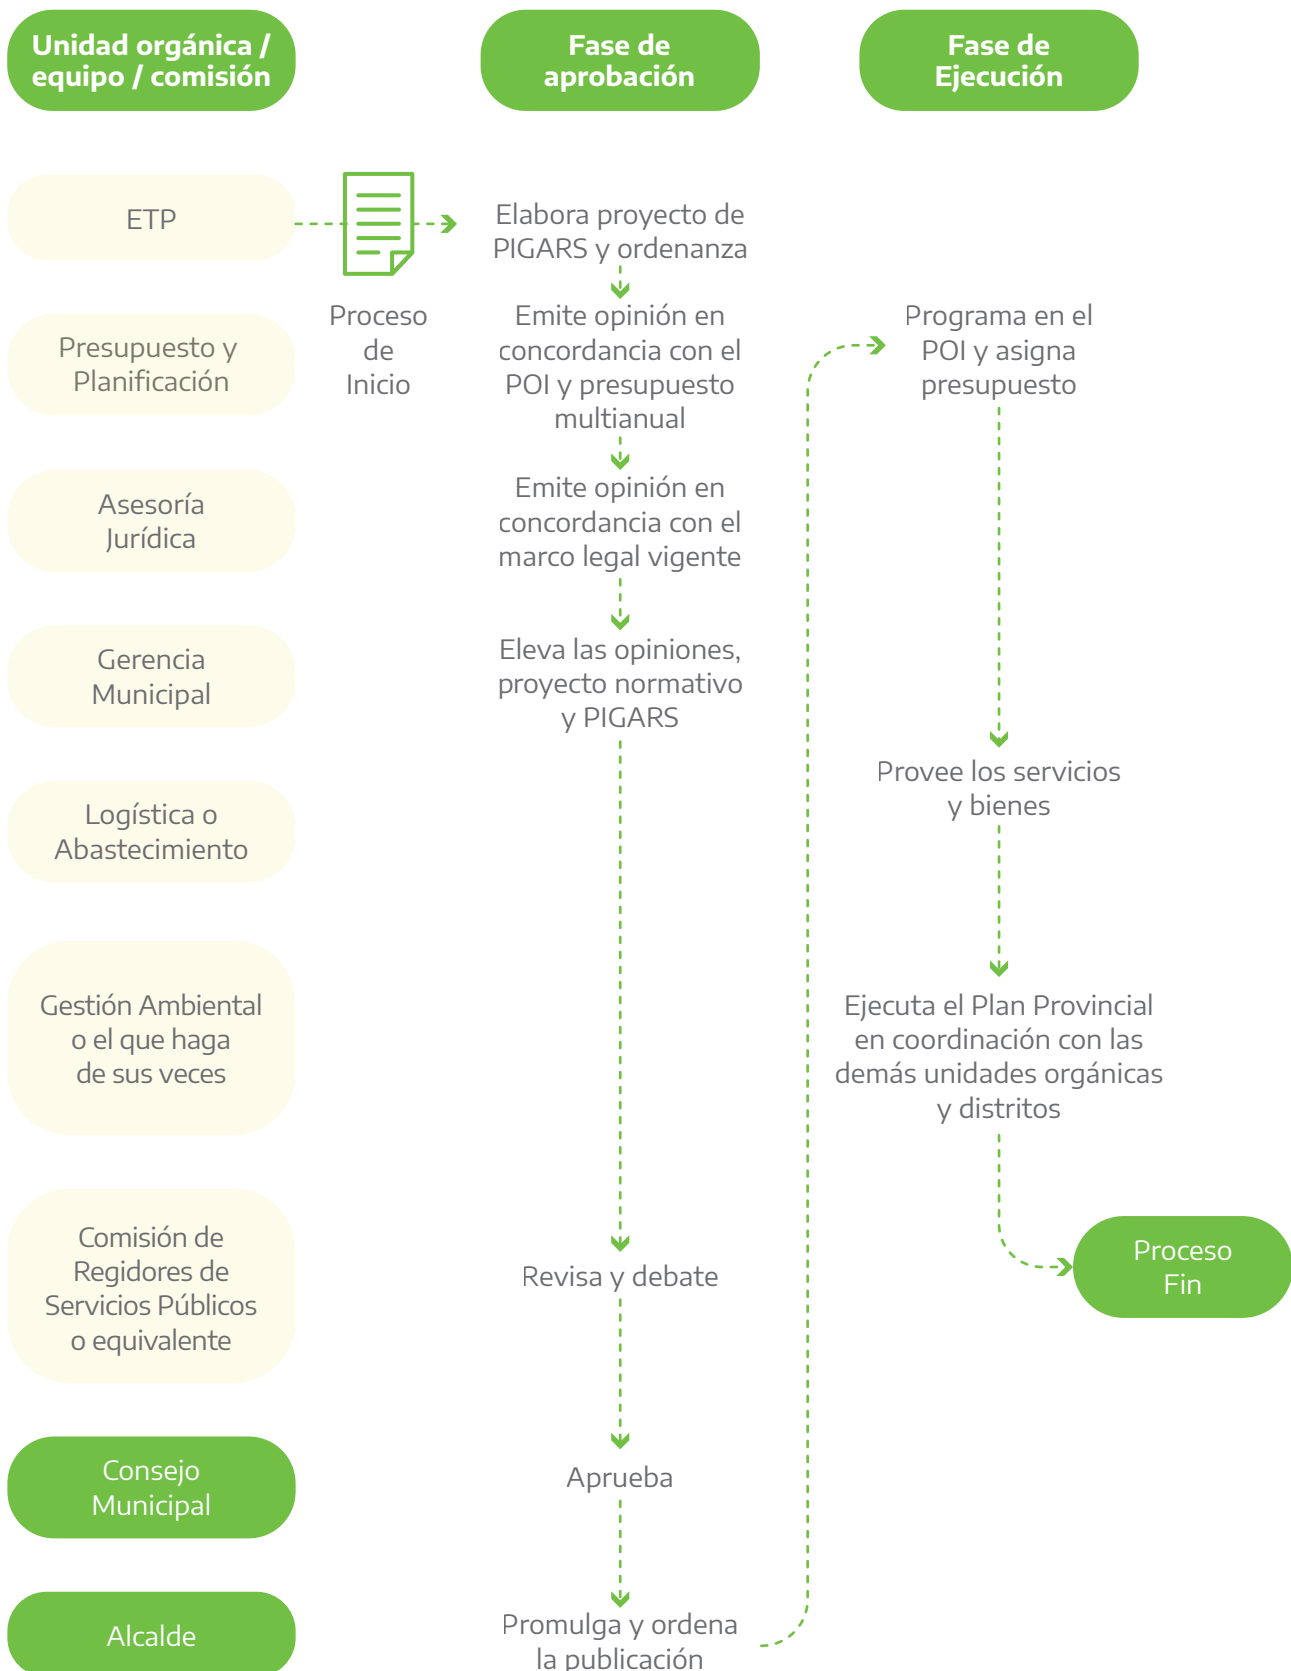 Unidad orgánica /
equipo / comisión
Fase de
aprobación
Fase de
Ejecución
ETP
Proceso
de
Inicio
Elabora proyecto de
PIGARS y ordenanza
Presupuesto y
Planificación
Emite opinión en
concordancia con el
POI y presupuesto
multianual
Programa en el
POI y asigna
presupuesto
Asesoría
Jurídica
Emite opinión en
concordancia con el
marco legal vigente
Gerencia
Municipal
Eleva las opiniones,
proyecto normativo
y PIGARS
Logística o
Abastecimiento
Provee los servicios
y bienes
Gestión Ambiental
o el que haga
de sus veces
Ejecuta el Plan Provincial
en coordinación con las
demás unidades orgánicas
y distritos
Comisión de
Regidores de
Servicios Públicos
o equivalente
Revisa y debate
Proceso
Fin
Consejo
Municipal
Aprueba
Alcalde
Promulga y ordena
la publicación